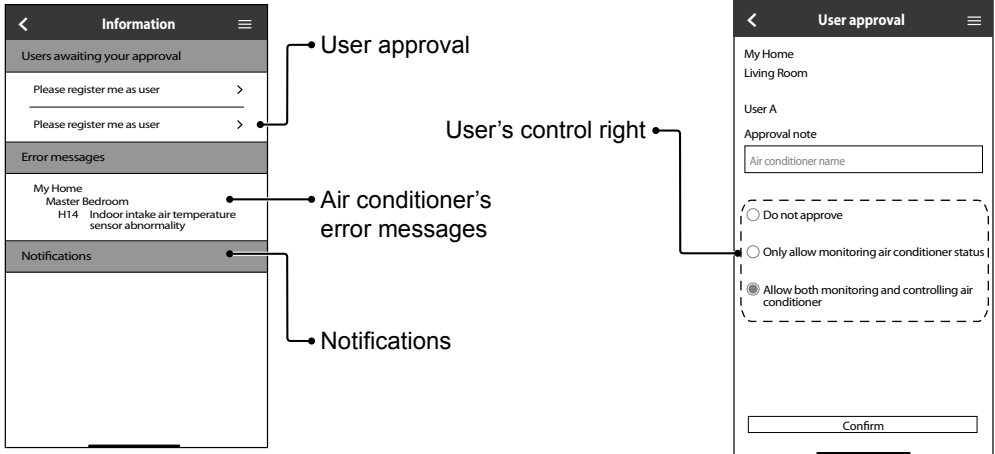 Information
Users awaiting your approval
Please register me as user
Please register me as user
Error messages
My Home
Master Bedroom
H14 Indoor intake air temperature
sensor abnormality
Notifications
User approval
Air conditioner's
error messages
Notifications
User's control right
User approval
My Home
Living Room
User A
Approval note
Air conditioner name
Do not approve
Only allow monitoring air conditioner status
Allow both monitoring and controlling air
conditioner
Confirm